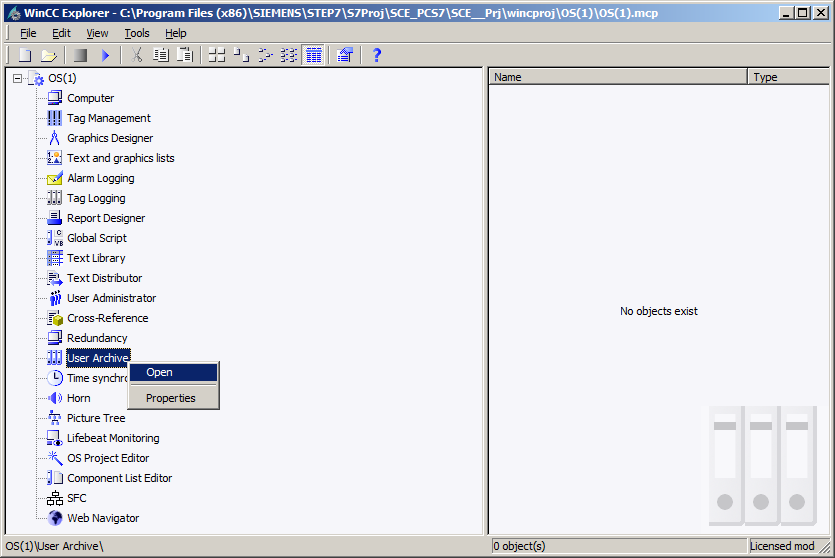 WinCC Explorer - C:\Program Files (x86)\SIEMENS\STEP7\S7Proj\SCE_PCS7\SCE__Prj\wincproj\OS(1)\OS(1).mcp
File Edit View Tools Help
OS(1)
Computer
Tag Management
Graphics Designer
Text and graphics lists
Alarm Logging
Tag Logging
Report Designer
Global Script
Text Library
Text Distributor
User Administrator
Cross-Reference
Redundancy
User Archive
Time synchro
Horn
Picture Tree
Lifebeat Monitoring
OS Project Editor
Component List Editor
SFC
Web Navigator
Open
Properties
Name Type
No objects exist
OS(1)\User Archive\ 0 object(s) Licensed mod